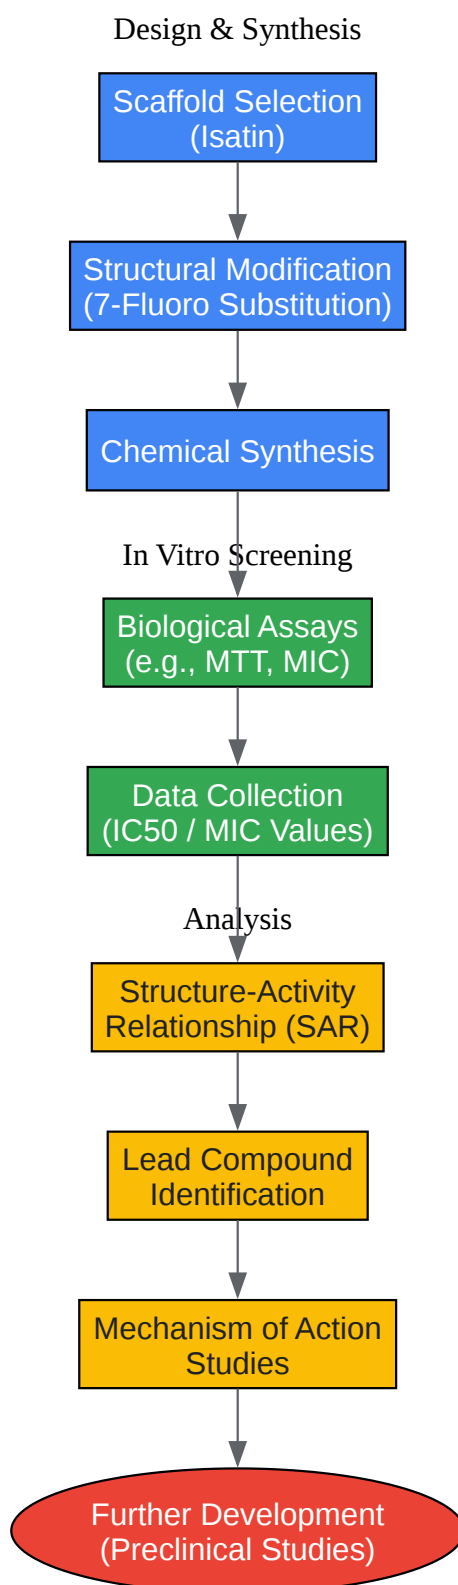 Design & Synthesis
Scaffold Selection
(Isatin)
Structural Modification
(7-Fluoro Substitution)
Chemical Synthesis
In Vitro Screening
Biological Assays
(e.g., MTT, MIC)
Data Collection
(IC50 / MIC Values)
Analysis
Structure-Activity
Relationship (SAR)
Lead Compound
Identification
Mechanism of Action
Studies
Further Development
(Preclinical Studies)